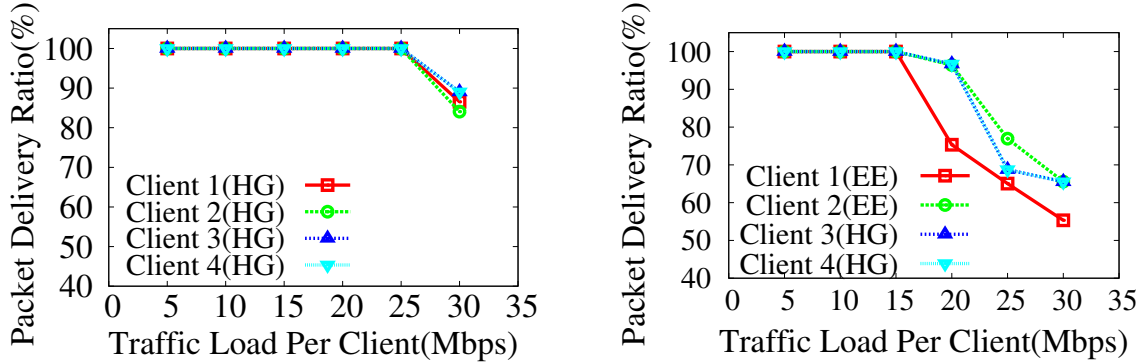 Packet Delivery Ratio(%)
100
90
80
70
60
50
40
Client 1(HG)
Client 2(HG)
Client 3(HG)
Client 4(HG)
0 5 10 15 20 25 30 35
Traffic Load Per Client(Mbps)
Packet Delivery Ratio(%)
100
90
80
70
60
50
40
Client 1(EE)
Client 2(EE)
Client 3(HG)
Client 4(HG)
0 5 10 15 20 25 30 35
Traffic Load Per Client(Mbps)